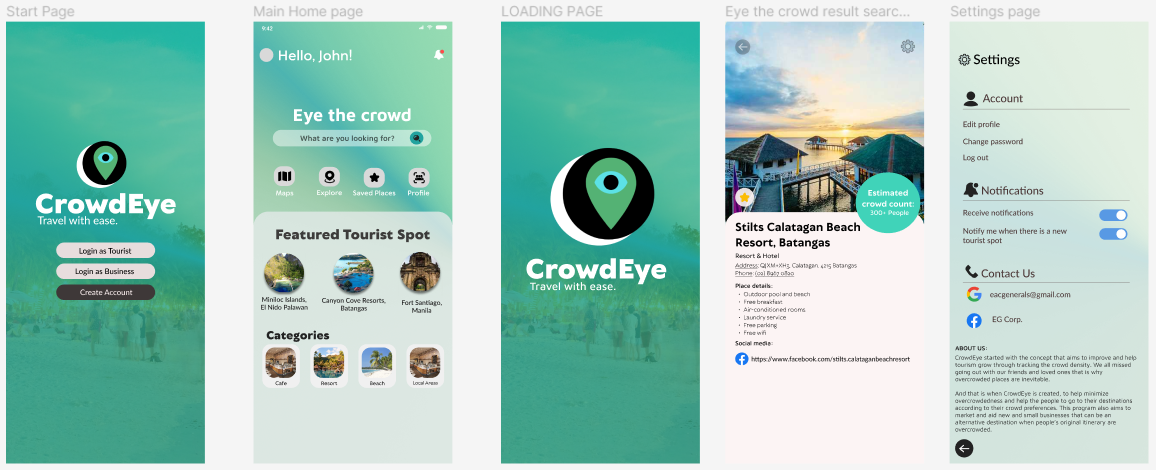 Start Page
CrowdEye
Travel with ease.
Login as Tourist
Login as Business
Create Account
Main Home page
9:42
Hello, John!
Eye the crowd
What are you looking for?
Maps
Explore
Saved Places
Profile
Featured Tourist Spot
Miniloc Islands,
El Nido Palawan
Canyon Cove Resorts,
Batangas
Fort Santiago,
Manila
Categories
Cafe
Resort
Beach
Local Areas
LOADING PAGE
CrowdEye
Travel with ease.
Eye the crowd result searc...
Estimated
crowd count:
300+ People
Stilts Calatagan Beach
Resort, Batangas
Resort & Hotel
Address: QJXM+XH3, Calatagan, 4215 Batangas
Phone: (02) 8967 0890
Place details:
• Outdoor pool and beach
• Free breakfast
• Air-conditioned rooms
• Laundry service
• Free parking
• Free wifi
Social media:
https://www.facebook.com/stilts.calataganbeachresort
Settings page
Settings
Account
Edit profile
Change password
Log out
Notifications
Receive notifications
Notify me when there is a new
tourist spot
Contact Us
eacgenerals@gmail.com
EG Corp.
ABOUT US:
CrowdEye started with the concept that aims to improve and help
tourism grow through tracking the crowd density. We all missed
going out with our friends and loved ones that is why
overcrowded places are inevitable.
And that is when CrowdEye is created, to help minimize
overcrowdedness and help the people to go to their destinations
according to their crowd preferences. This program also aims to
market and aid new and small businesses that can be an
alternative destination when people's original itinerary are
overcrowded.